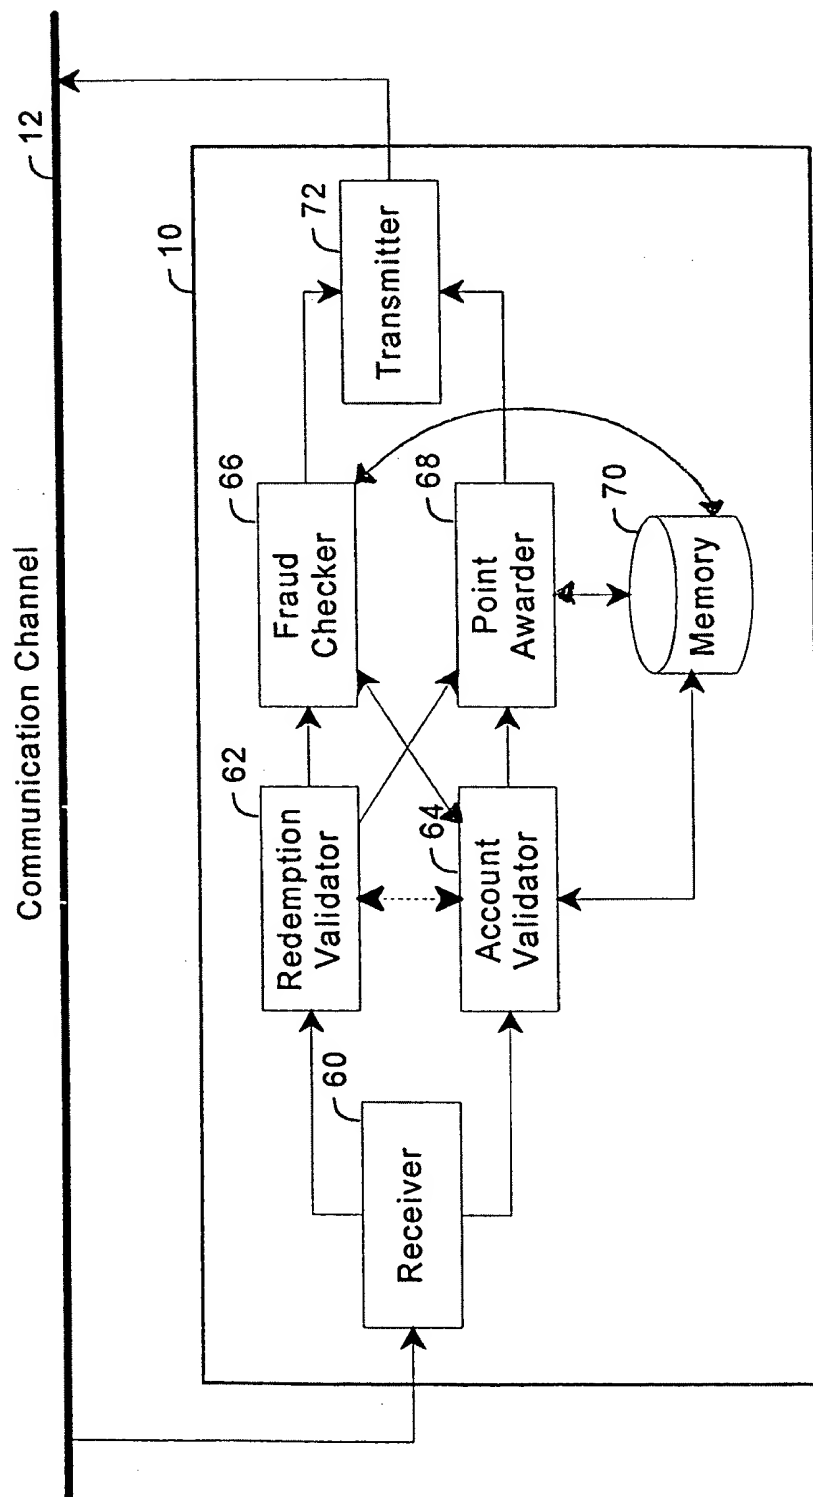 Communication Channel
12
10
60
Receiver
62
Redemption
Validator
64
Account
Validator
66
Fraud
Checker
68
Point
Awarder
70
Memory
72
Transmitter